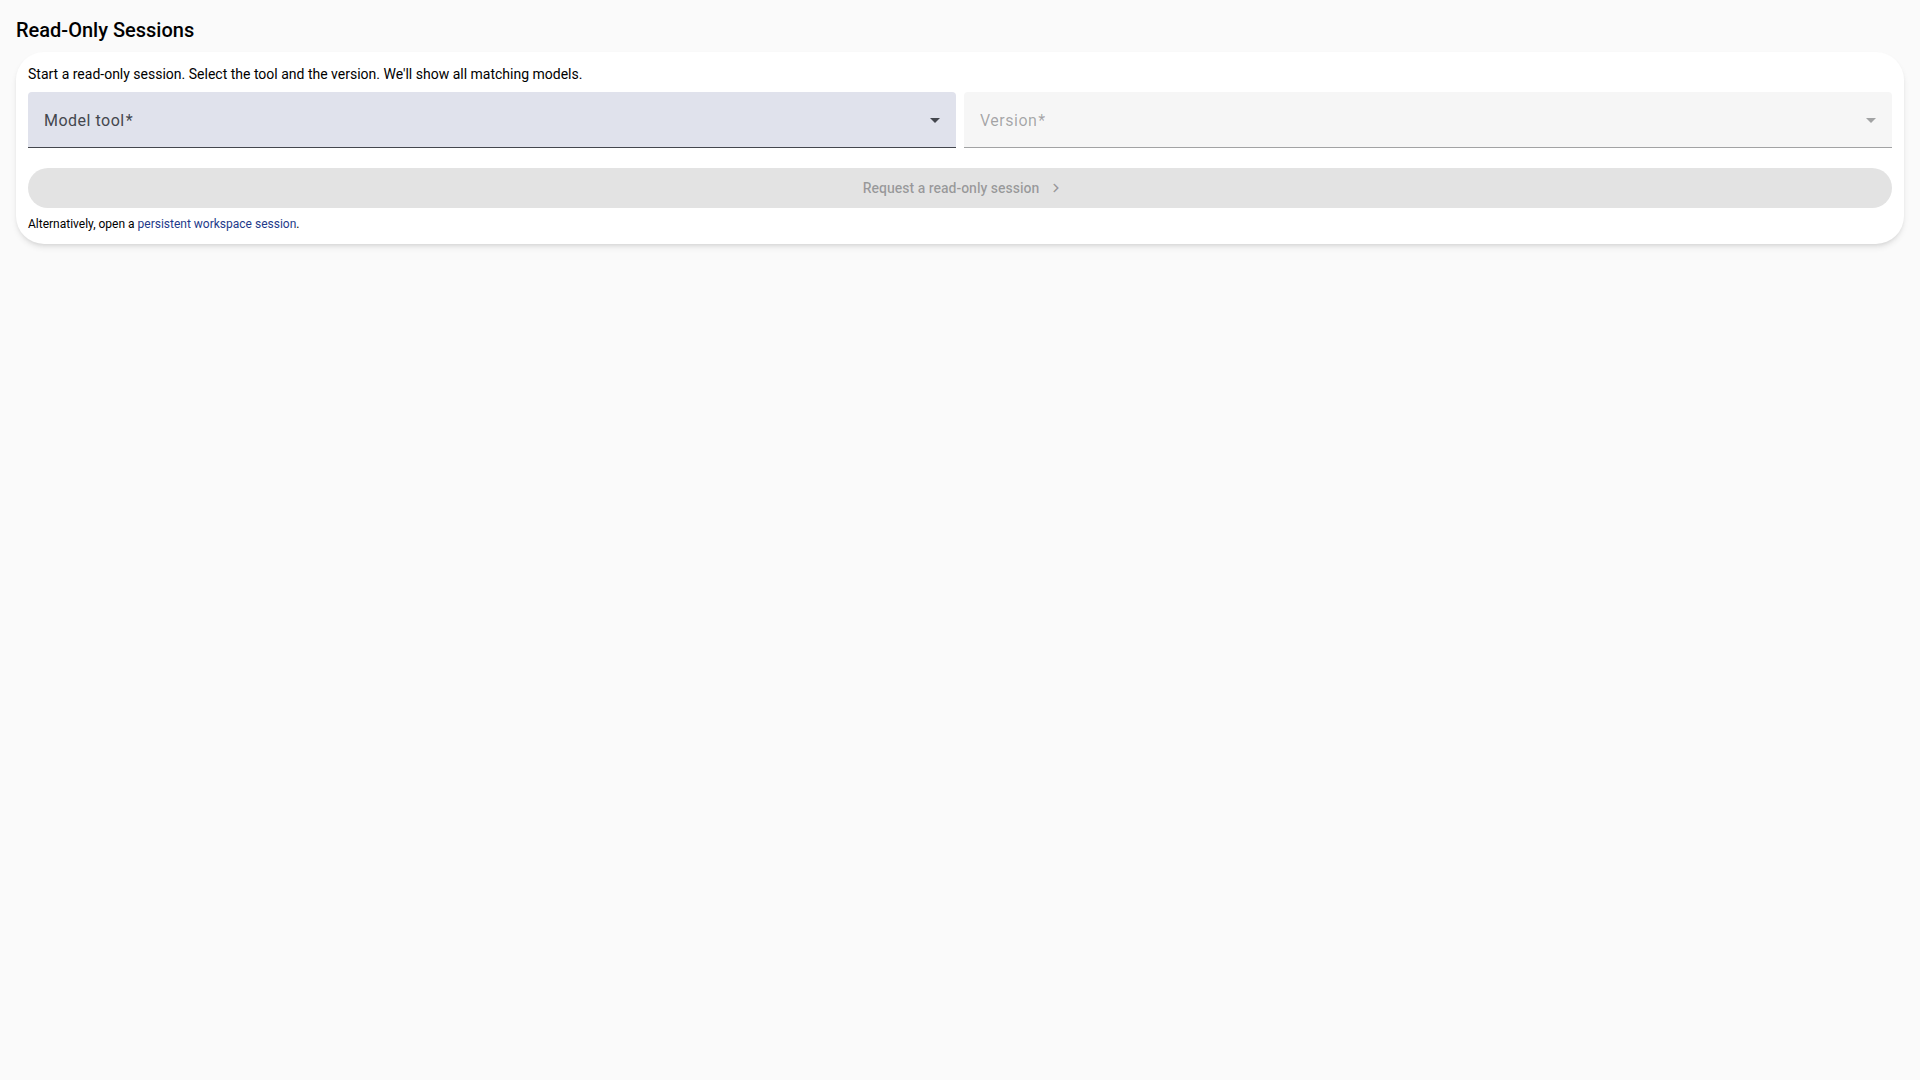 Read-Only Sessions
Start a read-only session. Select the tool and the version. We'll show all matching models.
Model tool*
Version*
Request a read-only session
Alternatively, open a persistent workspace session.